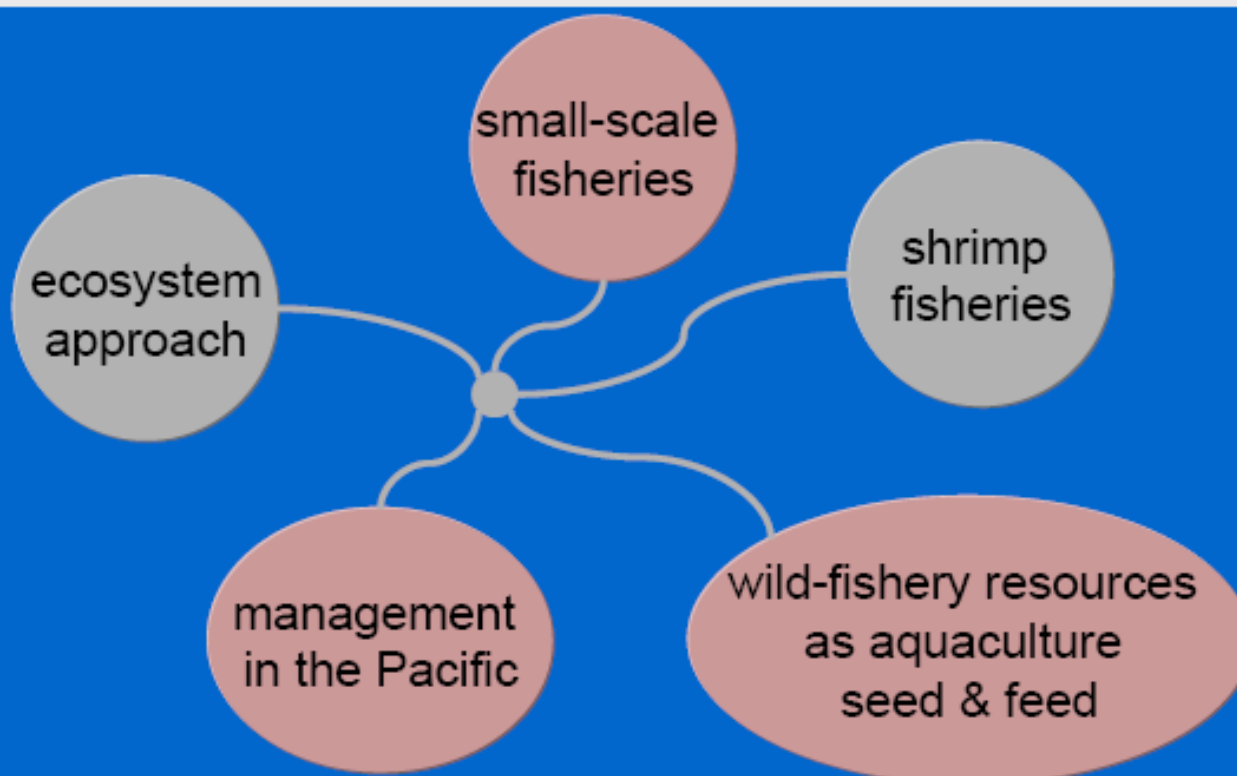 small-scale
fisheries
ecosystem
approach
shrimp
fisheries
management
in the Pacific
wild-fishery resources
as aquaculture
seed & feed